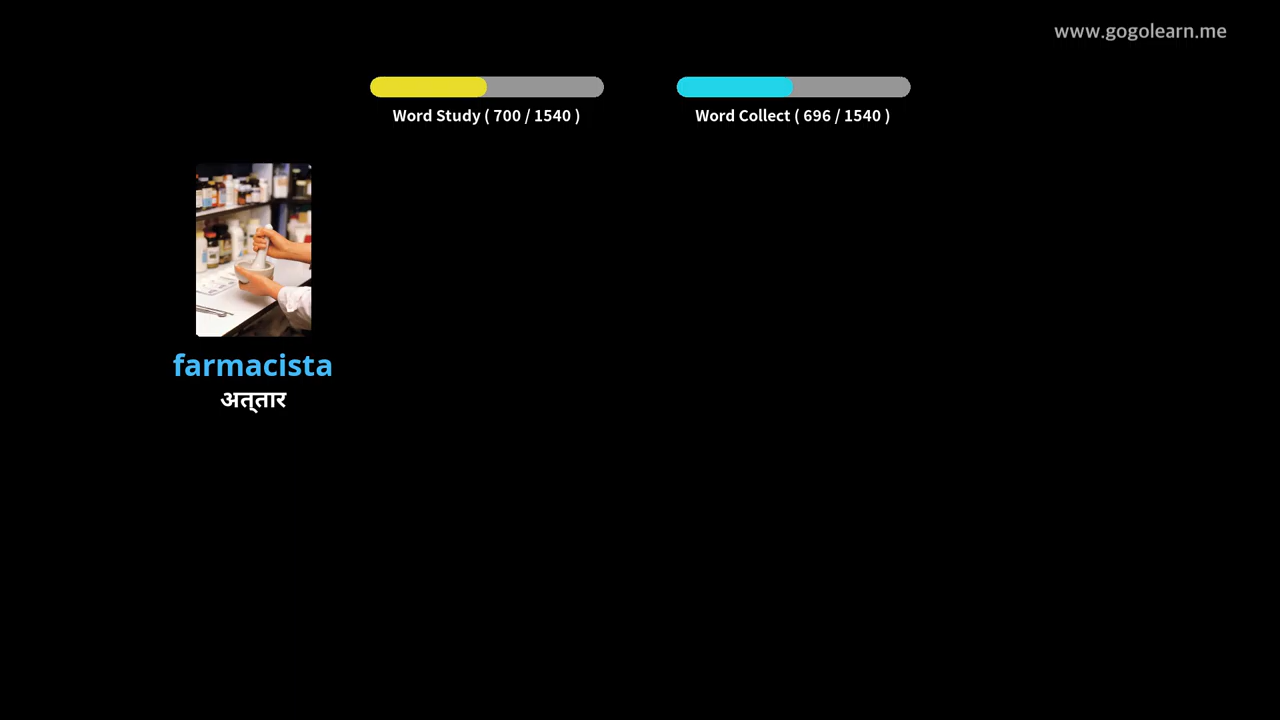 www.gogolearn.me
Word Study ( 700 / 1540 )
Word Collect ( 696 / 1540 )
farmacista
अत्‌तार